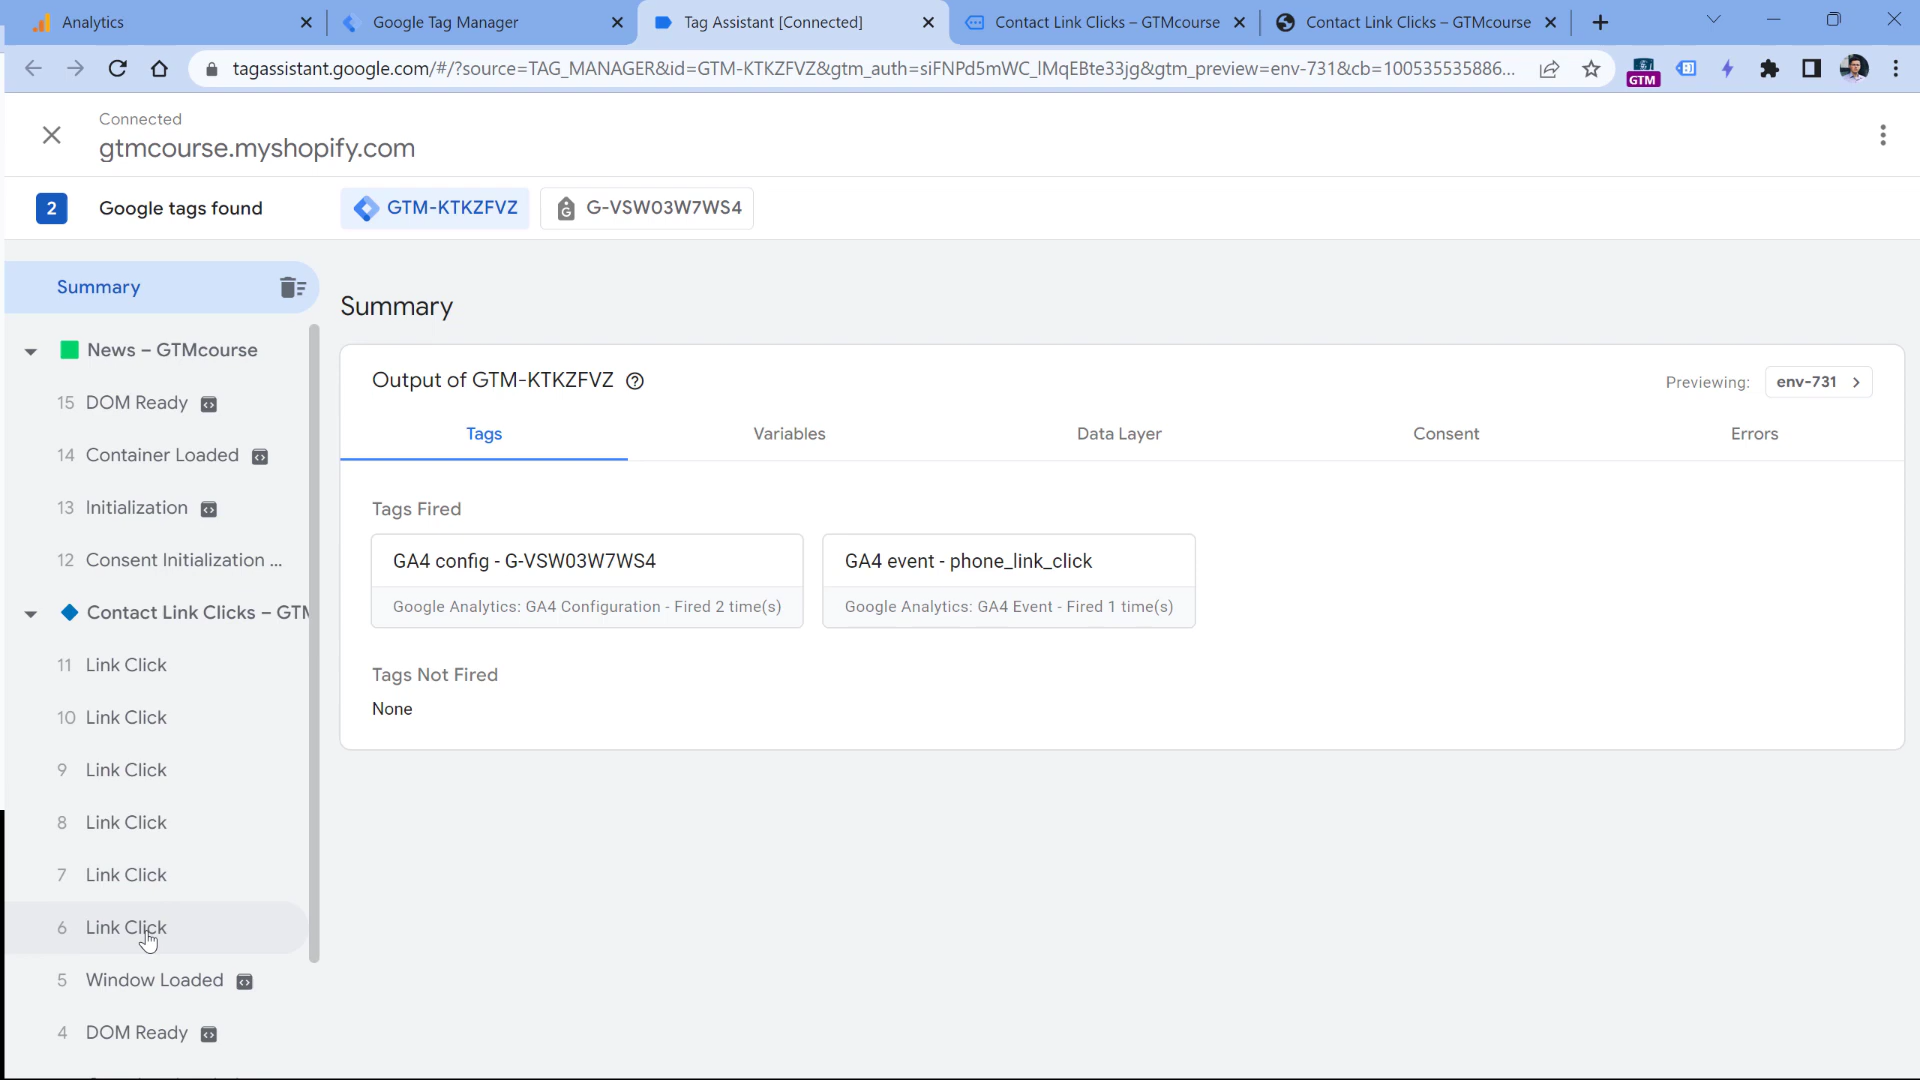 Analytics
Google Tag Manager
Tag Assistant [Connected]
Contact Link Clicks – GTMcourse
Contact Link Clicks – GTMcourse
tagassistant.google.com/#/?source=TAG_MANAGER&id=GTM-KTKZFVZ&gtm_auth=siFNPd5mWC_lMqEBte33jg&gtm_preview=env-731&cb=100535535886...
GTM
Connected
gtmcourse.myshopify.com
2
Google tags found
GTM-KTKZFVZ
G-VSW03W7WS4
Summary
News – GTMcourse
15 DOM Ready
14 Container Loaded
13 Initialization
12 Consent Initialization ...
Contact Link Clicks – GTM
11 Link Click
10 Link Click
9 Link Click
8 Link Click
7 Link Click
6 Link Click
5 Window Loaded
4 DOM Ready
Summary
Output of GTM-KTKZFVZ
Previewing: env-731
Tags
Variables
Data Layer
Consent
Errors
Tags Fired
GA4 config - G-VSW03W7WS4
Google Analytics: GA4 Configuration - Fired 2 time(s)
GA4 event - phone_link_click
Google Analytics: GA4 Event - Fired 1 time(s)
Tags Not Fired
None